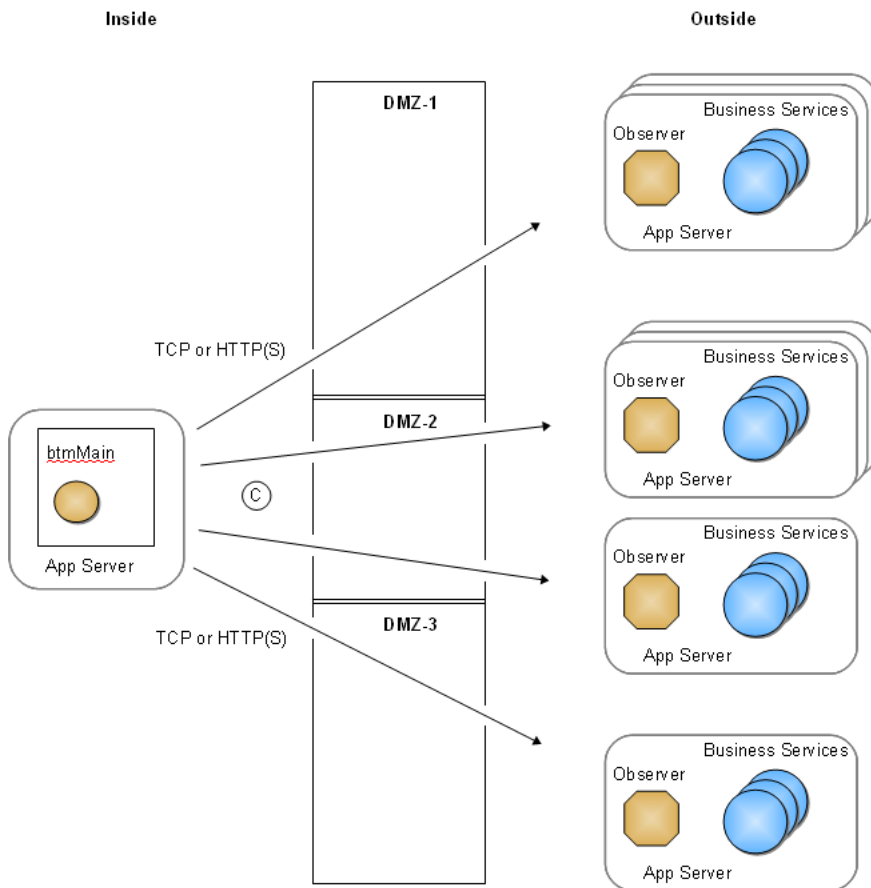 Inside
Outside
DMZ-1
Business Services
Observer
App Server
TCP or HTTP(S)
Business Services
Observer
App Server
DMZ-2
btmMain
C
App Server
Business Services
Observer
App Server
DMZ-3
TCP or HTTP(S)
Business Services
Observer
App Server